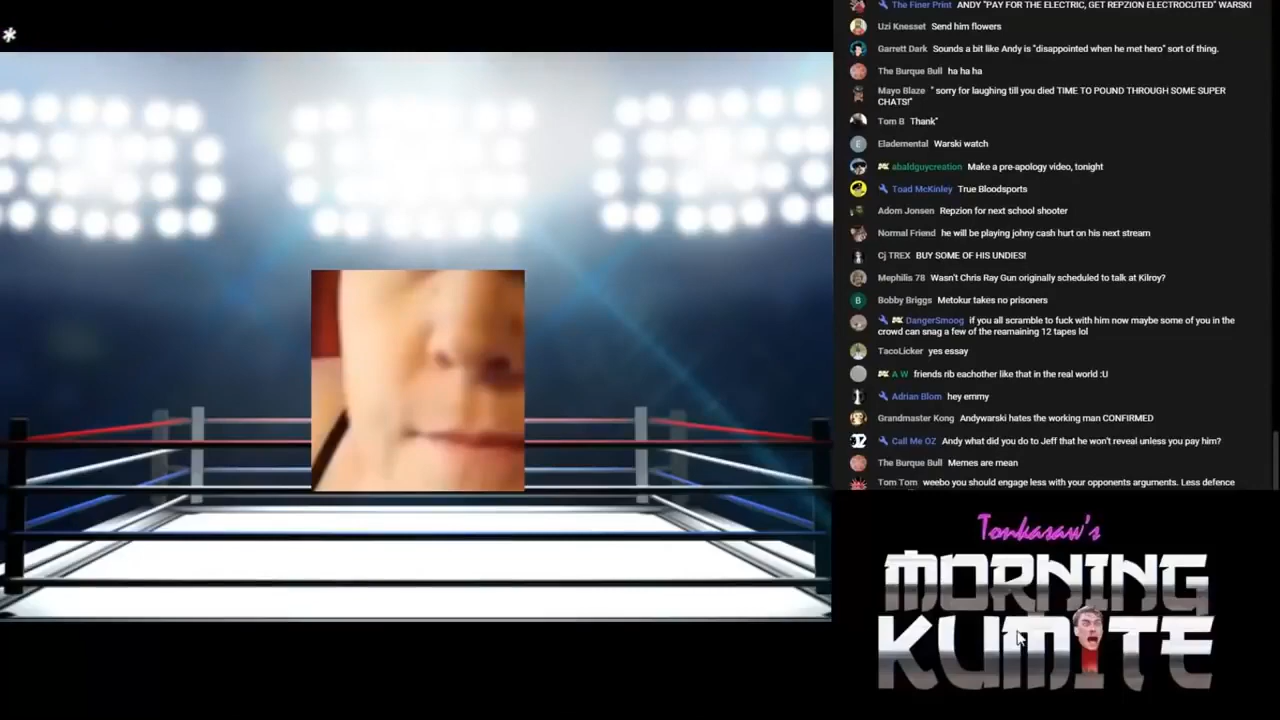 *
The Finer Print ANDY "PAY FOR THE ELECTRIC, GET REPZION ELECTROCUTED" WARSKI
Uzi Knesset Send him flowers
Garrett Dark Sounds a bit like Andy is "disappointed when he met hero" sort of thing.
The Burque Bull ha ha ha
Mayo Blaze " sorry for laughing till you died TIME TO POUND THROUGH SOME SUPER
CHATS!"
Tom B Thank"
E Elademental Warski watch
abaldguycreation Make a pre-apology video, tonight
Toad McKinley True Bloodsports
Adom Jonsen Repzion for next school shooter
Normal Friend he will be playing johny cash hurt on his next stream
Cj TREX BUY SOME OF HIS UNDIES!
Mephilis 78 Wasn't Chris Ray Gun originally scheduled to talk at Kilroy?
B Bobby Briggs Metokur takes no prisoners
DangerSmoog if you all scramble to fuck with him now maybe some of you in the
crowd can snag a few of the reamaining 12 tapes lol
TacoLicker yes essay
A W friends rib eachother like that in the real world :U
Adrian Blom hey emmy
Grandmaster Kong Andywarski hates the working man CONFIRMED
Call Me OZ Andy what did you do to Jeff that he won't reveal unless you pay him?
The Burque Bull Memes are mean
Tom Tom weebo you should engage less with your opponents arguments. Less defence
Tonkasaw's
MORNING
KUMITE